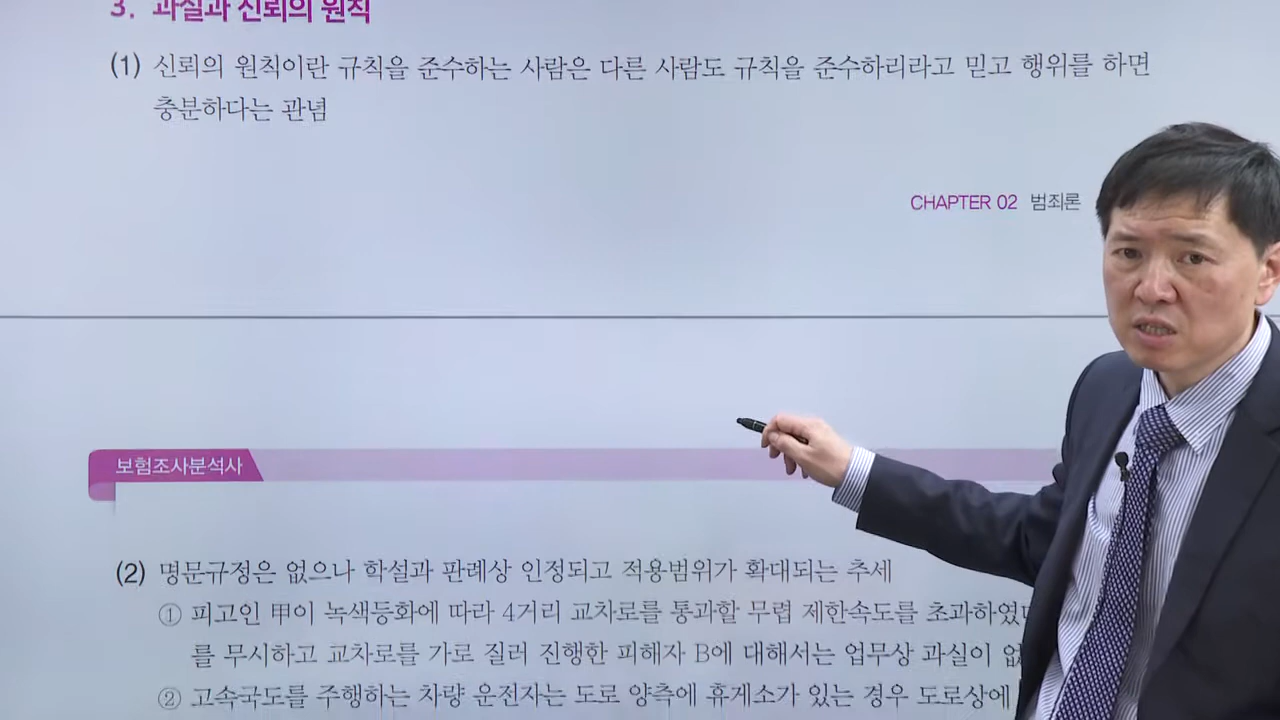 3. 과실과 신뢰의 원칙
(1) 신뢰의 원칙이란 규칙을 준수하는 사람은 다른 사람도 규칙을 준수하리라고 믿고 행위를 하면
충분하다는 관념
CHAPTER 02 범죄론
보험조사분석사
(2) 명문규정은 없으나 학설과 판례상 인정되고 적용범위가 확대되는 추세
① 피고인 甲이 녹색등화에 따라 4거리 교차로를 통과할 무렵 제한속도를
를 무시하고 교차로를 가로 질러 진행한 피해자 B에 대해서는 업무상 과실이
② 고속국도를 주행하는 차량 운전자는 도로 양측에 휴게소가 있는 경우 도로상에